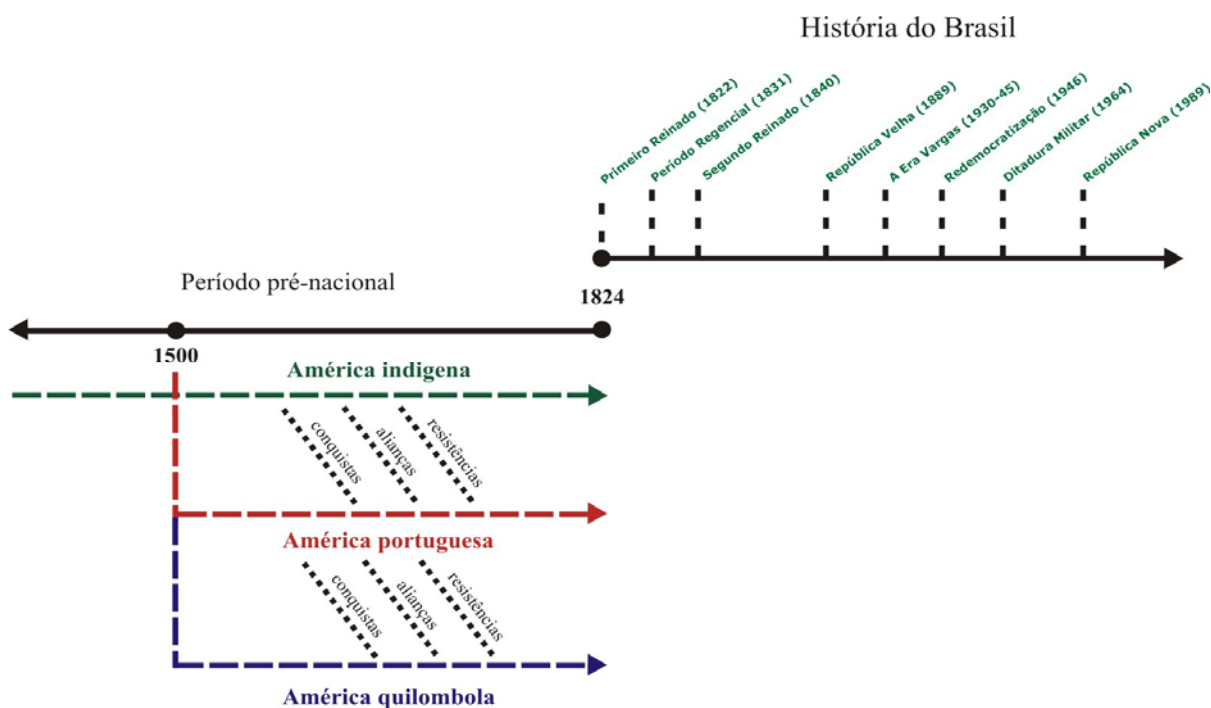 História do Brasil
Primeiro Reinado (1822)
Período Regencial (1831)
Segundo Reinado (1840)
República Velha (1889)
A Era Vargas (1930-45)
Redemocratização (1946)
Ditadura Militar (1964)
República Nova (1989)
Período pré-nacional
1824
1500
América indigena
conquistas
alianças
resistências
América portuguesa
conquistas
alianças
resistências
América quilombola